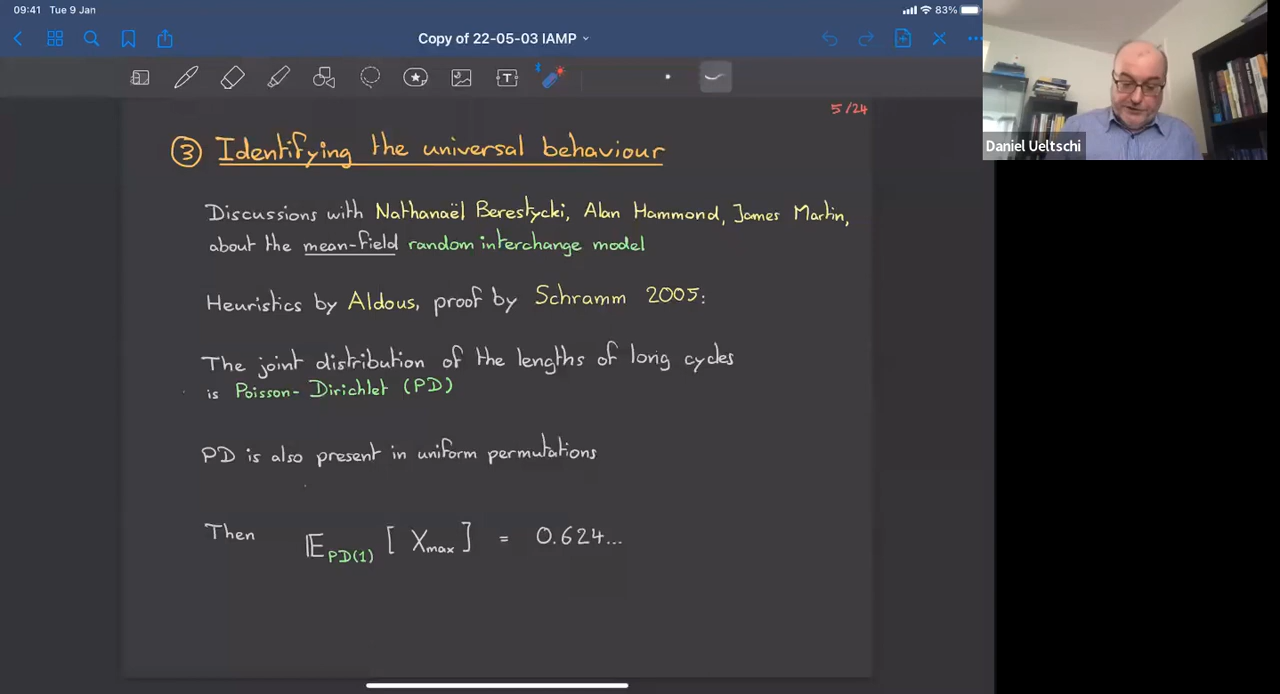 09:41 Tue 9 Jan
83%
Copy of 22-05-03 IAMP
T
5/24
③ Identifying the universal behaviour
Discussions with Nathanaël Berestycki, Alan Hammond, James Martin,
about the mean-field random interchange model
Heuristics by Aldous, proof by Schramm 2005:
The joint distribution of the lengths of long cycles
is Poisson-Dirichlet (PD)
PD is also present in uniform permutations
Then 𝔼_PD(1) [ X_max ] = 0.624...
Daniel Ueltschi